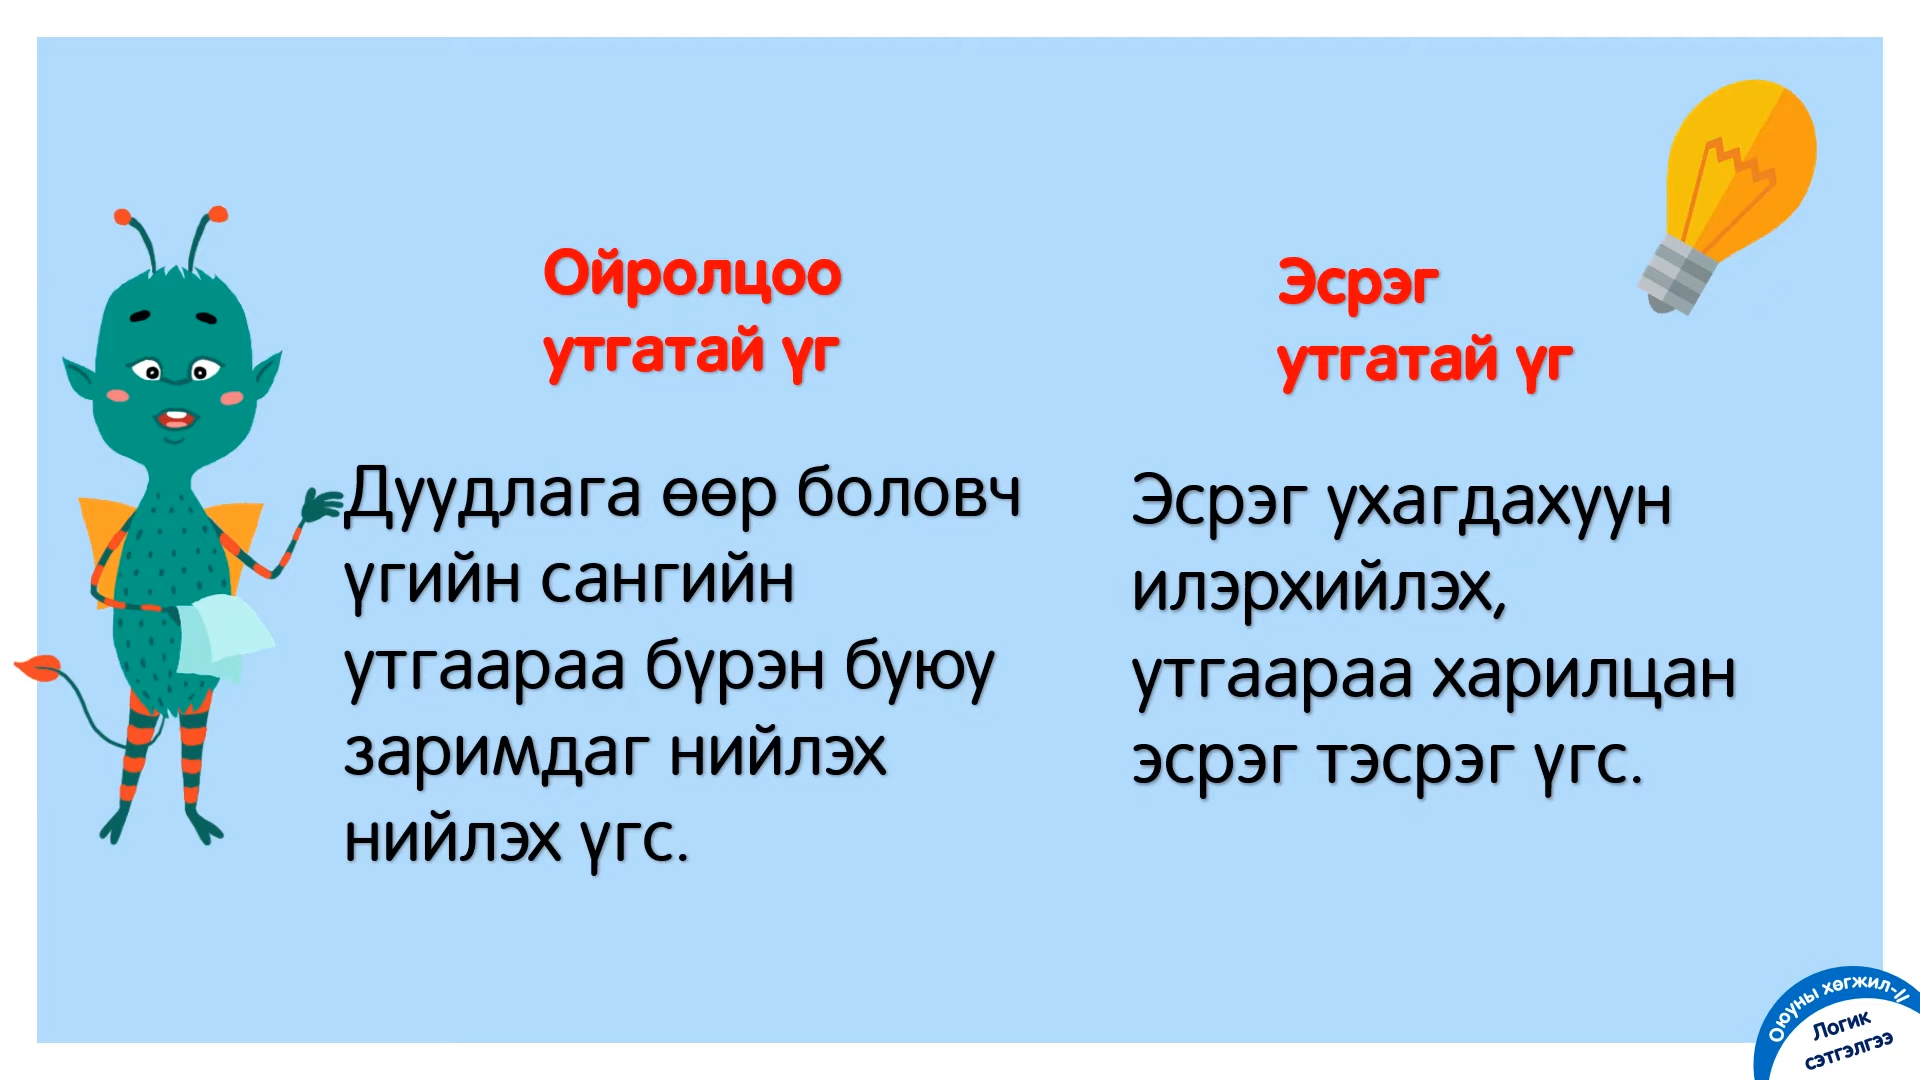 Ойролцоо
утгатай үг
Дуудлага өөр боловч
үгийн сангийн
утгаараа бүрэн буюу
заримдаг нийлэх
нийлэх үгс.
Эсрэг
утгатай үг
Эсрэг ухагдахуун
илэрхийлэх,
утгаараа харилцан
эсрэг тэсрэг үгс.
Оюуны хөгжил-II
Логик
сэтгэлгээ